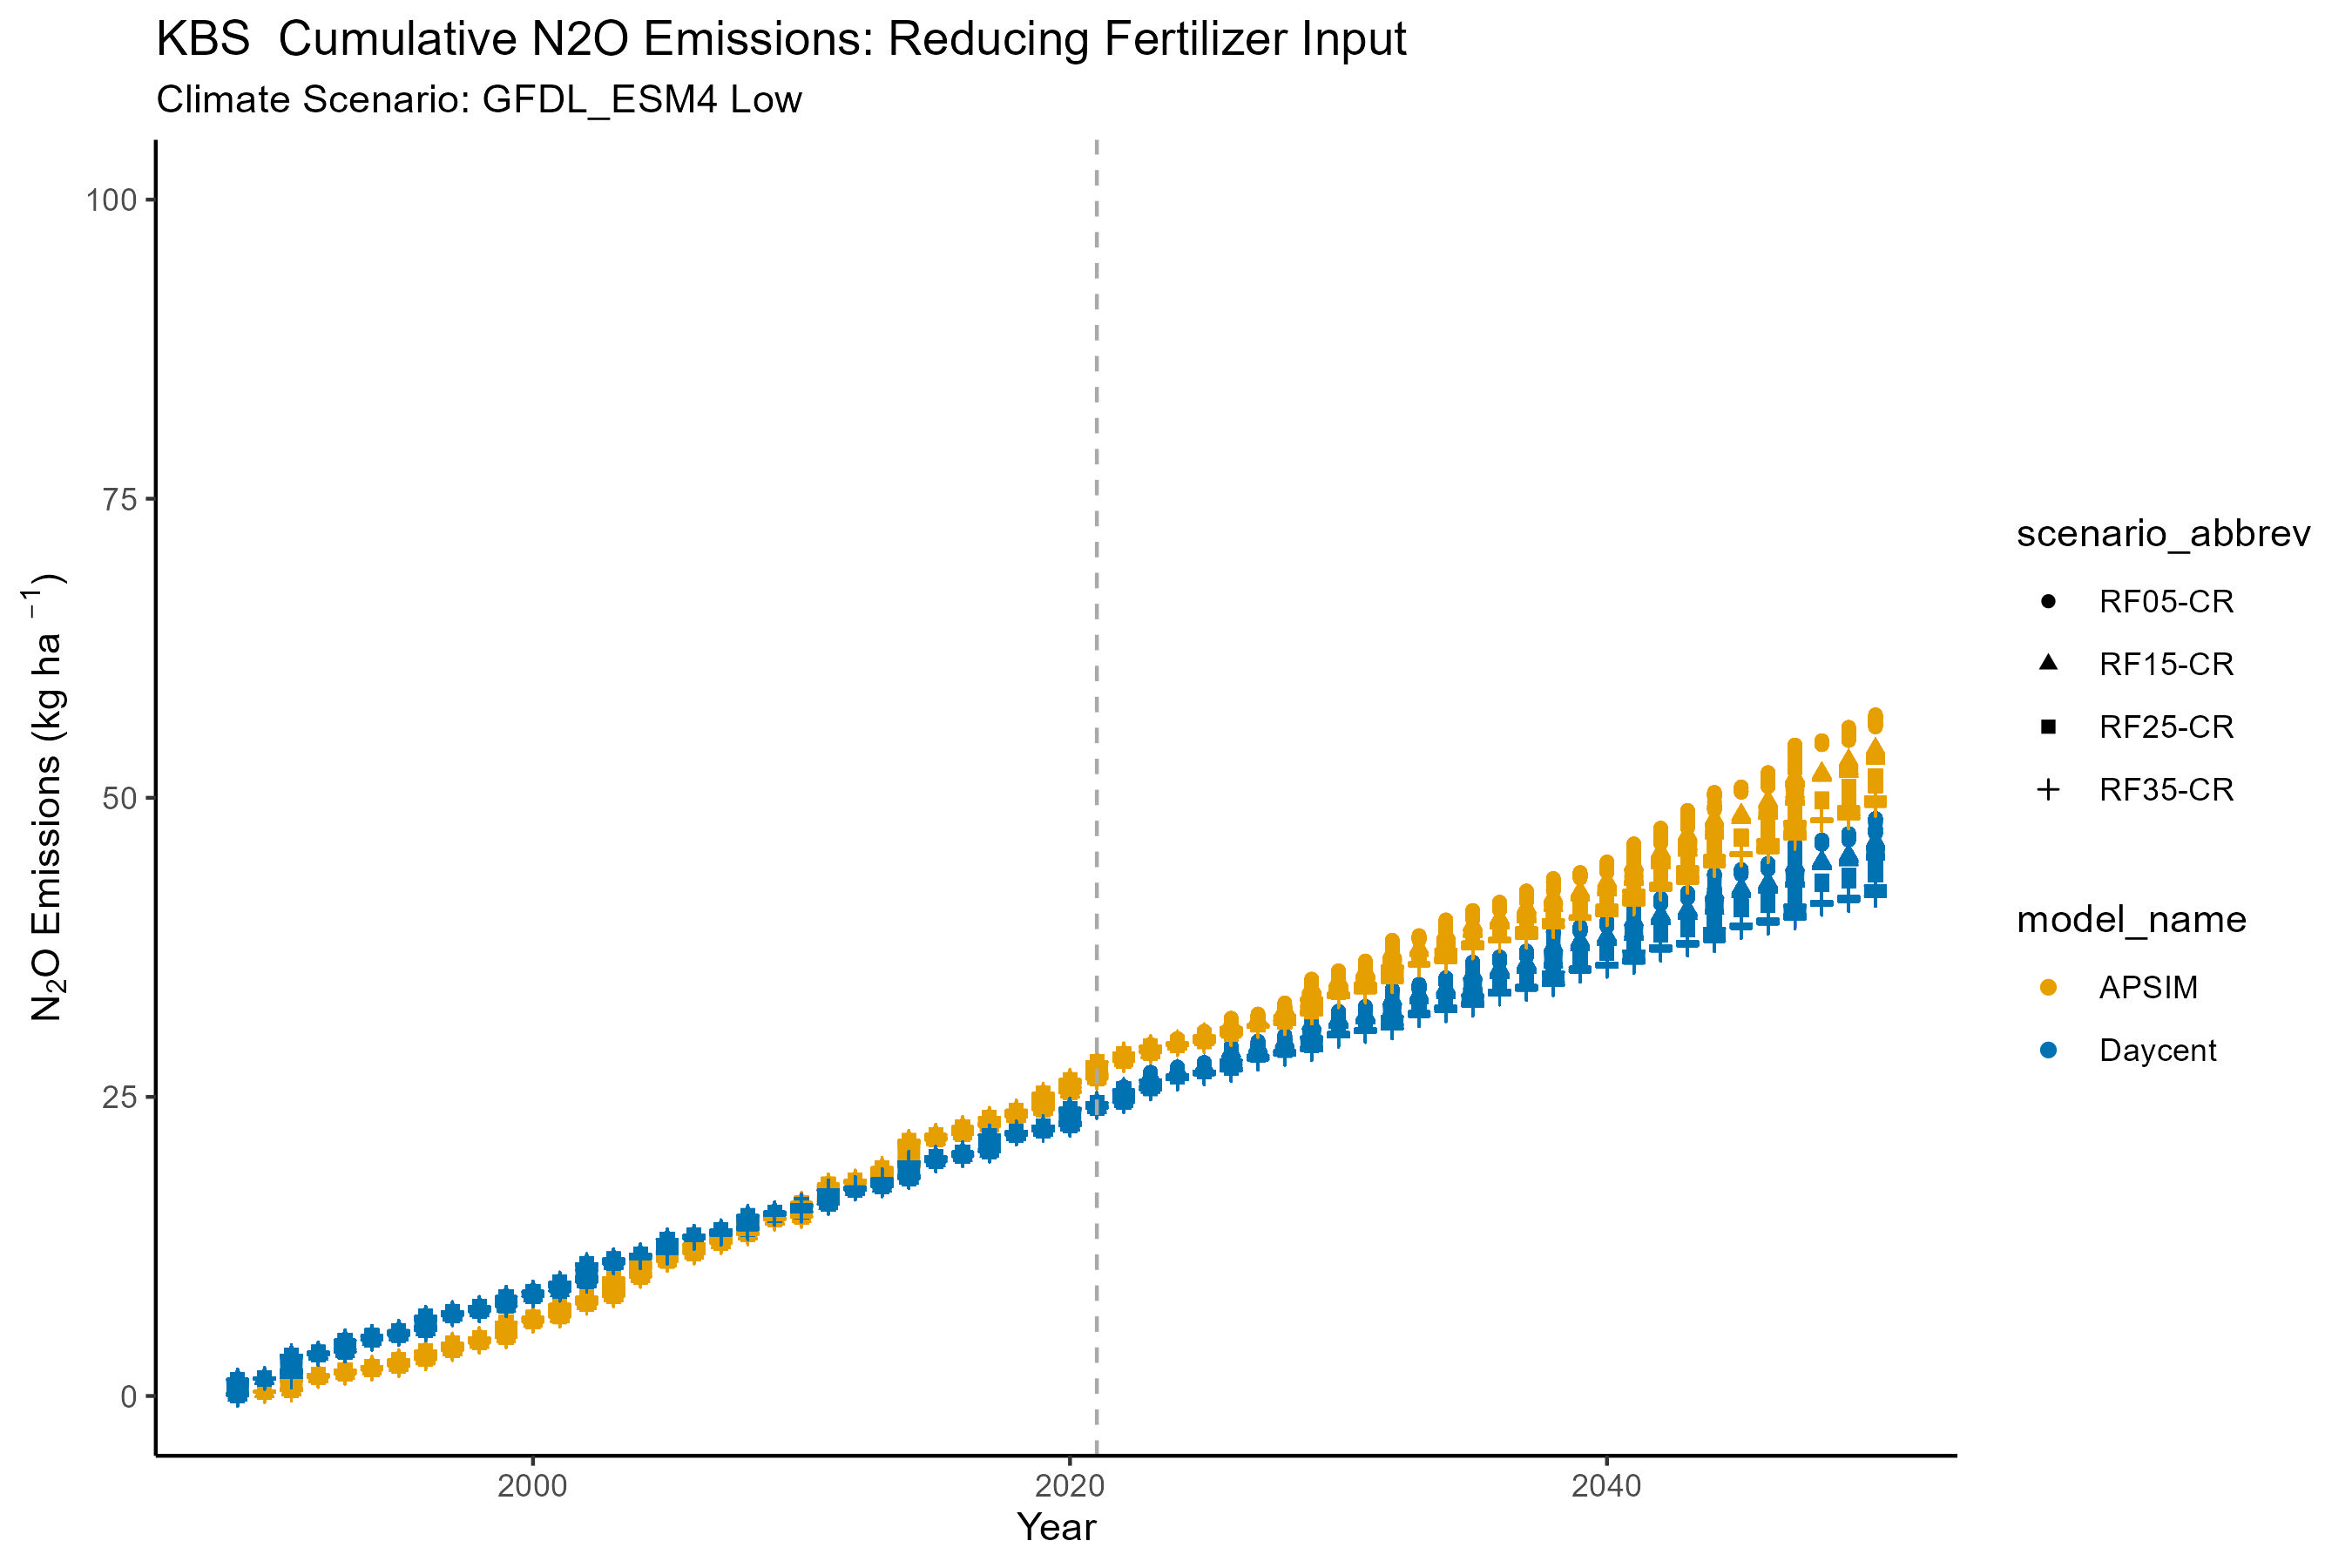 KBS  Cumulative N2O Emissions: Reducing Fertilizer Input
Climate Scenario: GFDL_ESM4 Low
N₂O Emissions (kg ha ⁻¹)
100
75
50
25
0
2000
2020
2040
Year
scenario_abbrev
RF05-CR
RF15-CR
RF25-CR
RF35-CR
model_name
APSIM
Daycent